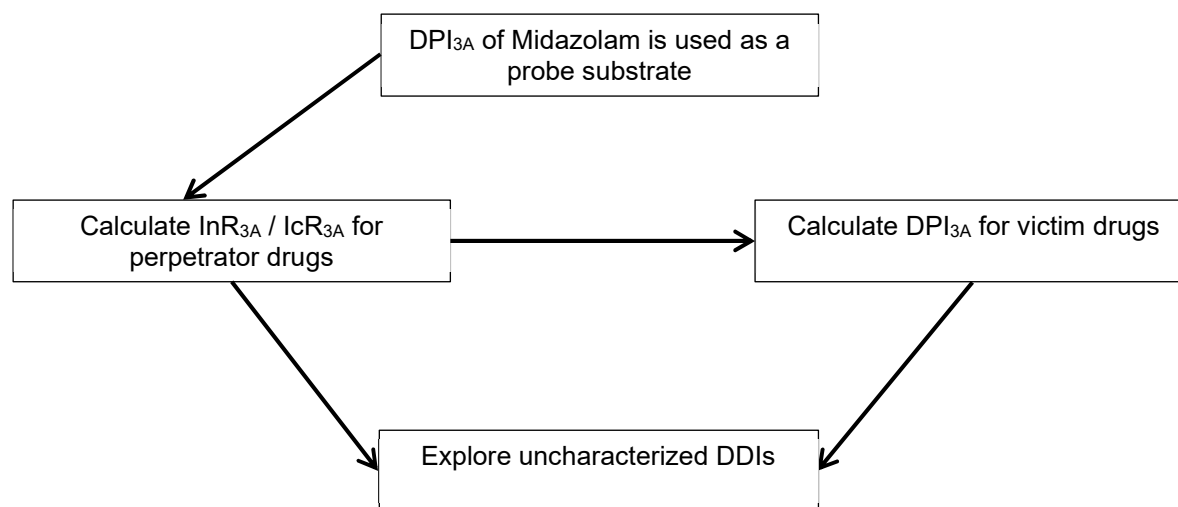 DPI₃A of Midazolam is used as a
probe substrate
Calculate InR₃A / IcR₃A for
perpetrator drugs
Calculate DPI₃A for victim drugs
Explore uncharacterized DDIs